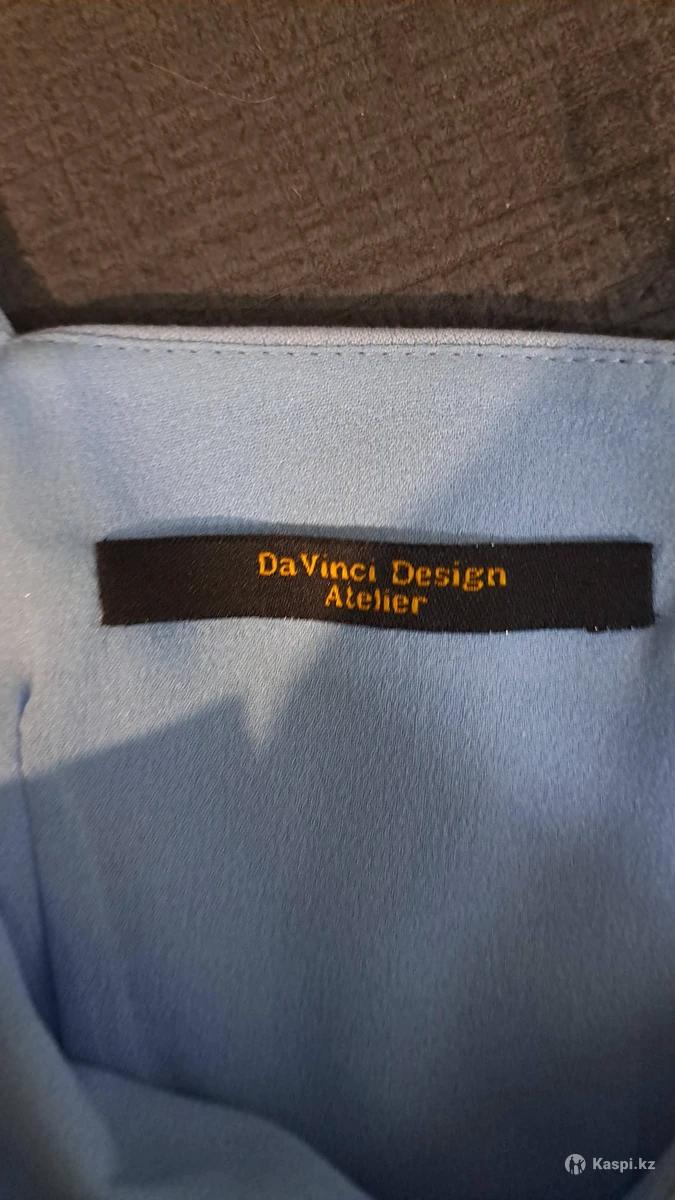 DaVinci Design
Atelier
Kaspi.kz